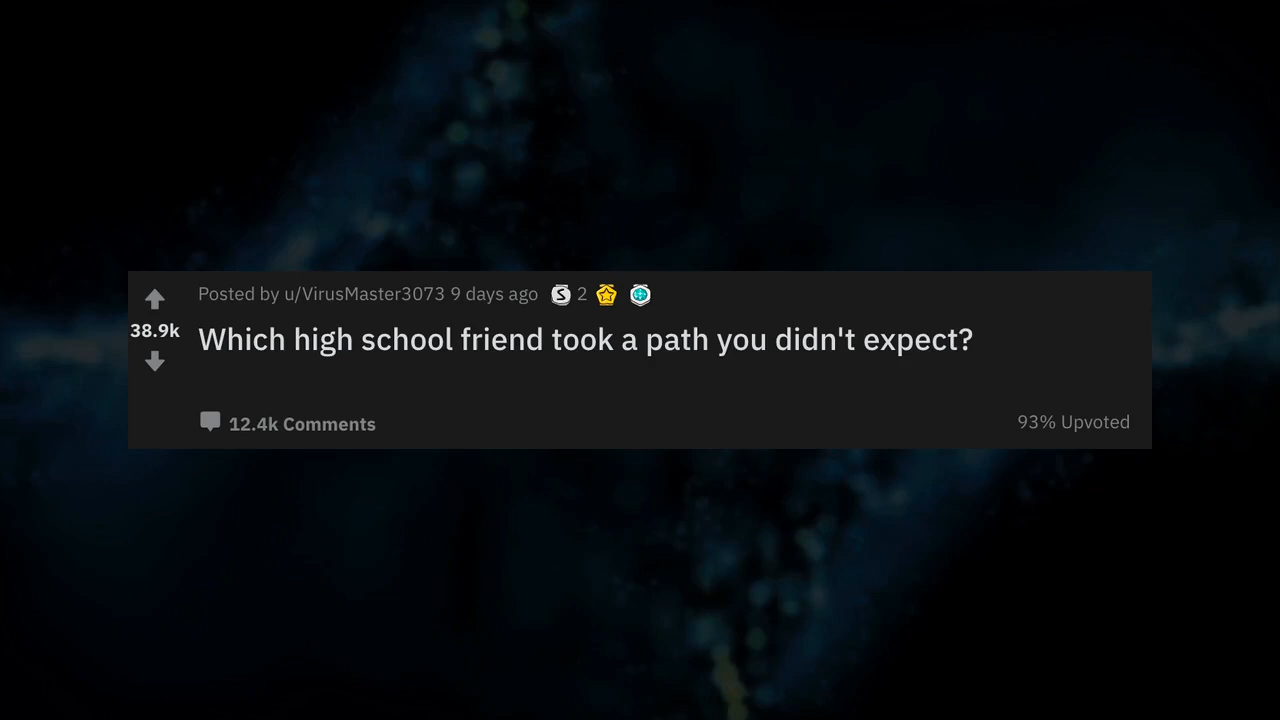 Posted by u/VirusMaster3073 9 days ago S 2
38.9k
Which high school friend took a path you didn't expect?
12.4k Comments
93% Upvoted